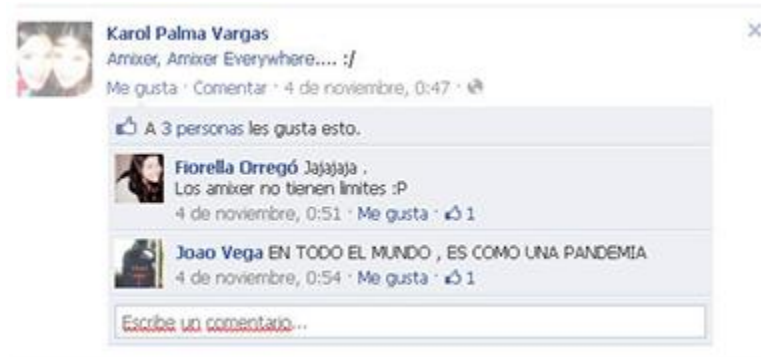 Karol Palma Vargas
Amixer, Amixer Everywhere.... :/
Me gusta · Comentar · 4 de noviembre, 0:47 ·
A 3 personas les gusta esto.
Fiorella Orregó Jajajaja .
Los amixer no tienen limites :P
4 de noviembre, 0:51 · Me gusta · 1
Joao Vega EN TODO EL MUNDO , ES COMO UNA PANDEMIA
4 de noviembre, 0:54 · Me gusta · 1
Escribe un comentario...